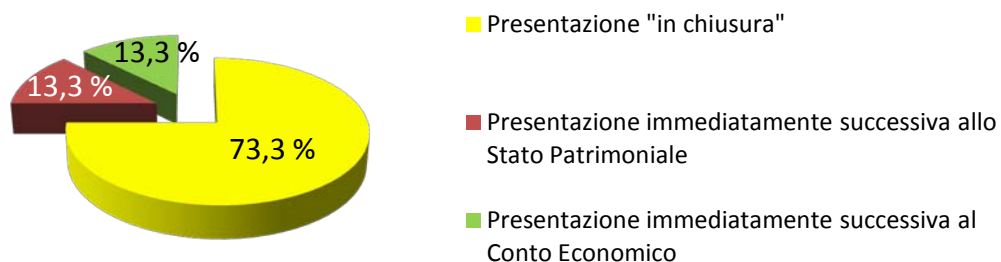 13,3 %
13,3 %
73,3 %
Presentazione "in chiusura"
Presentazione immediatamente successiva allo
Stato Patrimoniale
Presentazione immediatamente successiva al
Conto Economico